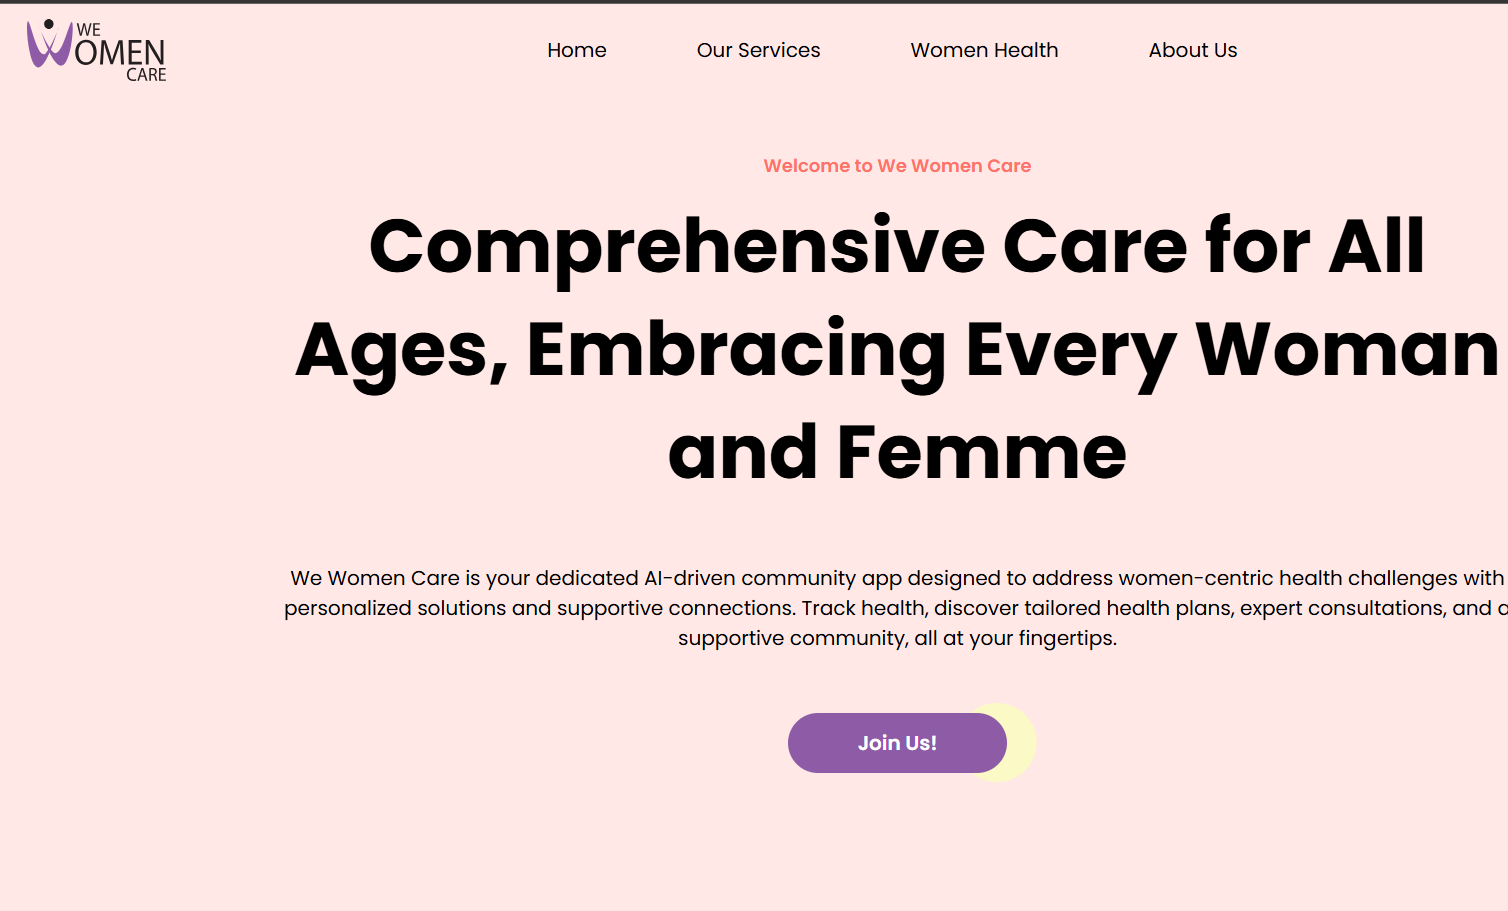 WE
WOMEN
CARE
Home
Our Services
Women Health
About Us
Welcome to We Women Care
Comprehensive Care for All
Ages, Embracing Every Woman
and Femme
We Women Care is your dedicated AI-driven community app designed to address women-centric health challenges with
personalized solutions and supportive connections. Track health, discover tailored health plans, expert consultations, and a
supportive community, all at your fingertips.
Join Us!